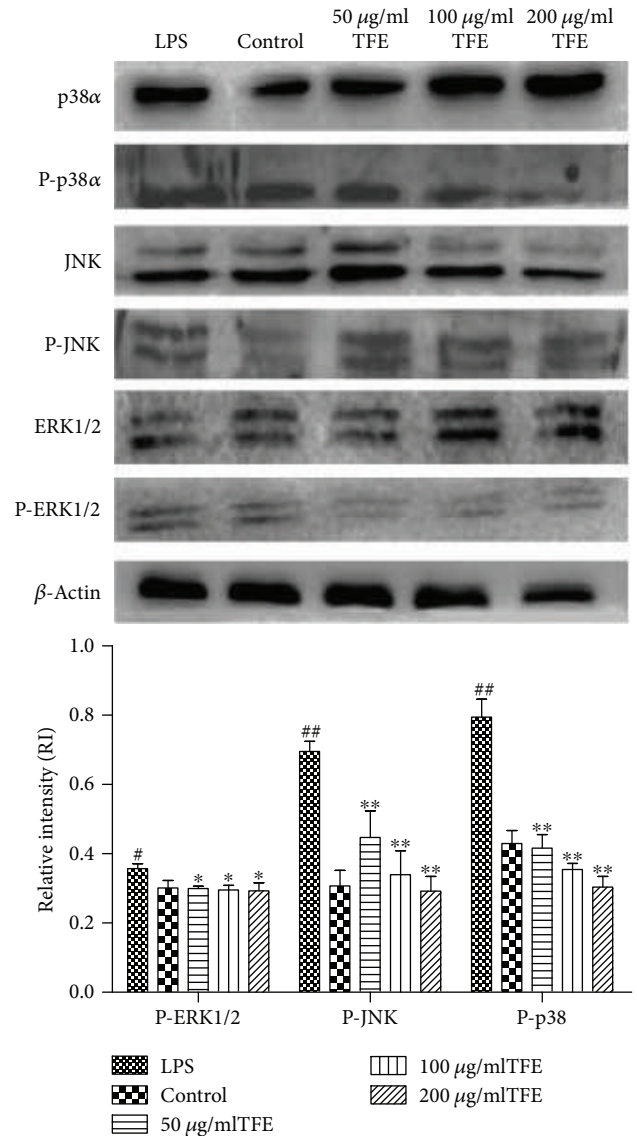 LPS Control 50 μg/ml TFE 100 μg/ml TFE 200 μg/ml TFE
p38α
P-p38α
JNK
P-JNK
ERK1/2
P-ERK1/2
β-Actin
1.0
0.8
0.6
0.4
0.2
0.0
Relative intensity (RI)
#
*
*
*
##
**
**
**
##
**
**
**
P-ERK1/2 P-JNK P-p38
LPS
Control
50 μg/mlTFE
100 μg/mlTFE
200 μg/mlTFE